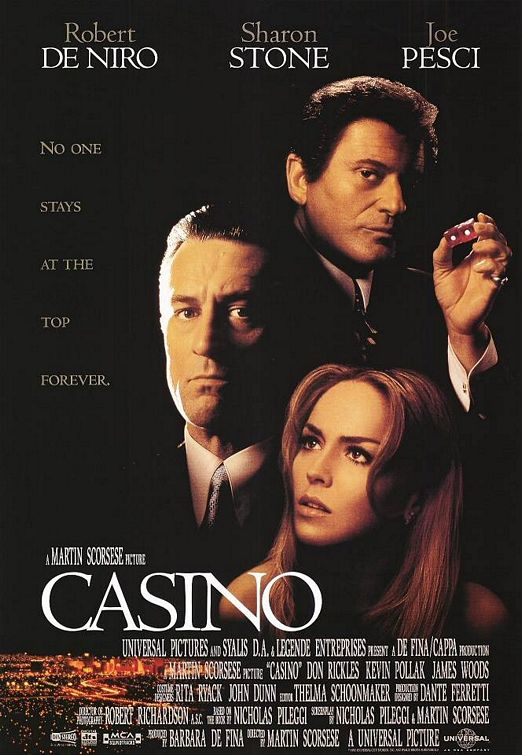 Robert Sharon Joe
DE NIRO STONE PESCI
NO ONE
STAYS
AT THE
TOP
FOREVER.
A MARTIN SCORSESE PICTURE
CASINO
UNIVERSAL PICTURES AND SYALIS D.A. & LEGENDE ENTREPRISES PRESENT A DE FINA/CAPPA PRODUCTION
A MARTIN SCORSESE PICTURE "CASINO" DON RICKLES KEVIN POLLAK JAMES WOODS
COSTUME DESIGNERS RITA RYACK JOHN DUNN EDITOR THELMA SCHOONMAKER PRODUCTION DESIGNED BY DANTE FERRETTI
DIRECTOR OF PHOTOGRAPHY ROBERT RICHARDSON A.S.C. BASED ON THE BOOK BY NICHOLAS PILEGGI SCREENPLAY BY NICHOLAS PILEGGI & MARTIN SCORSESE
PRODUCED BY BARBARA DE FINA DIRECTED BY MARTIN SCORSESE A UNIVERSAL PICTURE
MCA
UNIVERSAL